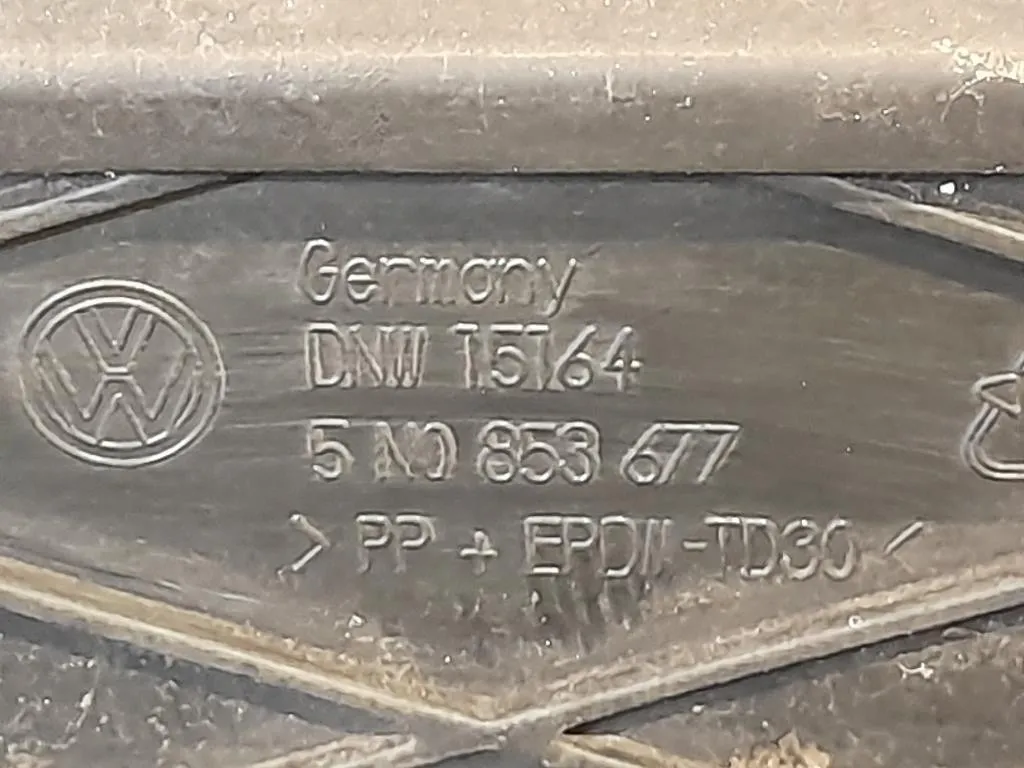 Germany
DNW 15164
5 N0 853 677
> PP + EPDM -TD30 <